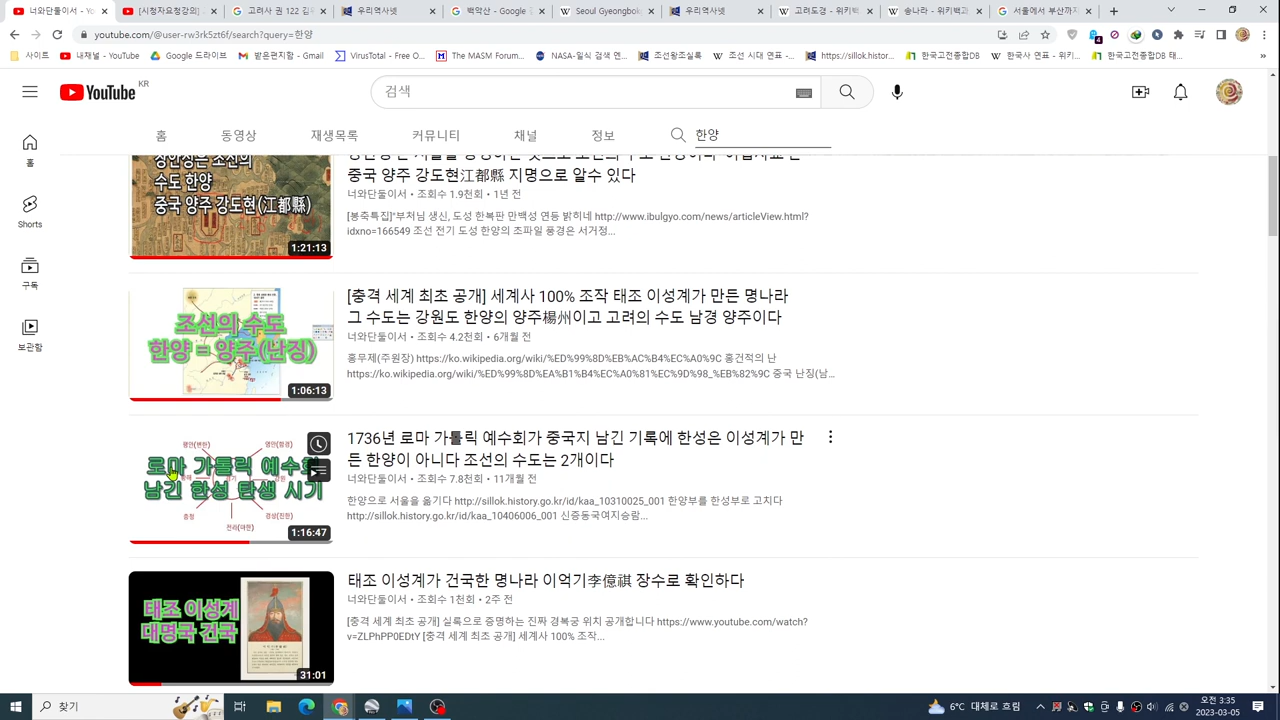 너와단둘이서 - Yo
[시청자요청강의]
고려사 권 122 김
우리역사넷
멱악산 - Google
Seoul Gyeongbok
우리역사넷
고려도경 - 위키백
송나라 - 위키백과
서울에서 부산까지
youtube.com/@user-rw3rk5zt6f/search?query=한양
4
사이트
내채널 - YouTube
Google 드라이브
받은편지함 - Gmail
VirusTotal - Free O...
The MASM Forum...
NASA-일식 검색 엔...
조선왕조실록
조선 시대 연표 -...
https://sillok.histor...
한국고전종합DB
한국사 연표 - 위키...
한국고전종합DB 태...
YouTube KR
검색
홈
동영상
재생목록
커뮤니티
채널
정보
한양
홈
Shorts
구독
보관함
장안성은 조선의
수도 한양
중국 양주 강도현(江都縣)
1:21:13
중국 양주 강도현江都縣 지명으로 알수 있다
너와단둘이서 • 조회수 1.9천회 • 1년 전
[봉축특집]"부처님 생신, 도성 한복판 만백성 연등 밝히네 http://www.ibulgyo.com/news/articleView.html?
idxno=166549 조선 전기 도성 한양의 초파일 풍경은 서거정...
조선의 수도
한양 = 양주 (난징)
1:06:13
[충격 세계 최초 공개] 세계사 100% 조작 태조 이성계가 만든 명나라
그 수도는 강원도 한양의 양주楊州이고 고려의 수도 남경 양주이다
너와단둘이서 • 조회수 4.2천회 • 6개월 전
홍무제(주원장) https://ko.wikipedia.org/wiki/%ED%99%8D%EB%AC%B4%EC%A0%9C 홍건적의 난
https://ko.wikipedia.org/wiki/%ED%99%8D%EA%B1%B4%EC%A0%81%EC%9D%98_%EB%82%9C 중국 난징(남...
평안(변한)
영안(함경)
로마 가톨릭 예수회
황해
경기
강원
남긴 한성 탄생 시기
충청
경상(진한)
전라(마한)
1:16:47
1736년 로마 가톨릭 예수회가 중국지 남긴 기록에 한성은 이성계가 만
든 한양이 아니다 조선의 수도는 2개이다
너와단둘이서 • 조회수 7.8천회 • 11개월 전
한양으로 서울을 옮기다 http://sillok.history.go.kr/id/kaa_10310025_001 한양부를 한성부로 고치다
http://sillok.history.go.kr/id/kaa_10406006_001 신증동국여지승람...
태조 이성계
대명국 건국
31:01
태조 이성계가 건국한 명나라 이억기李億祺 장수로 확인하다
너와단둘이서 • 조회수 1천회 • 2주 전
[충격 세계 최초 공개] 실록으로 증명하는 진짜 경복궁 위치 공개합니다 https://www.youtube.com/watch?
v=ZLPhPP0EDtY [충격 세계 최초 공개] 세계사 100% 조작...
찾기
6°C 대체로 흐림
오전 3:35
2023-03-05